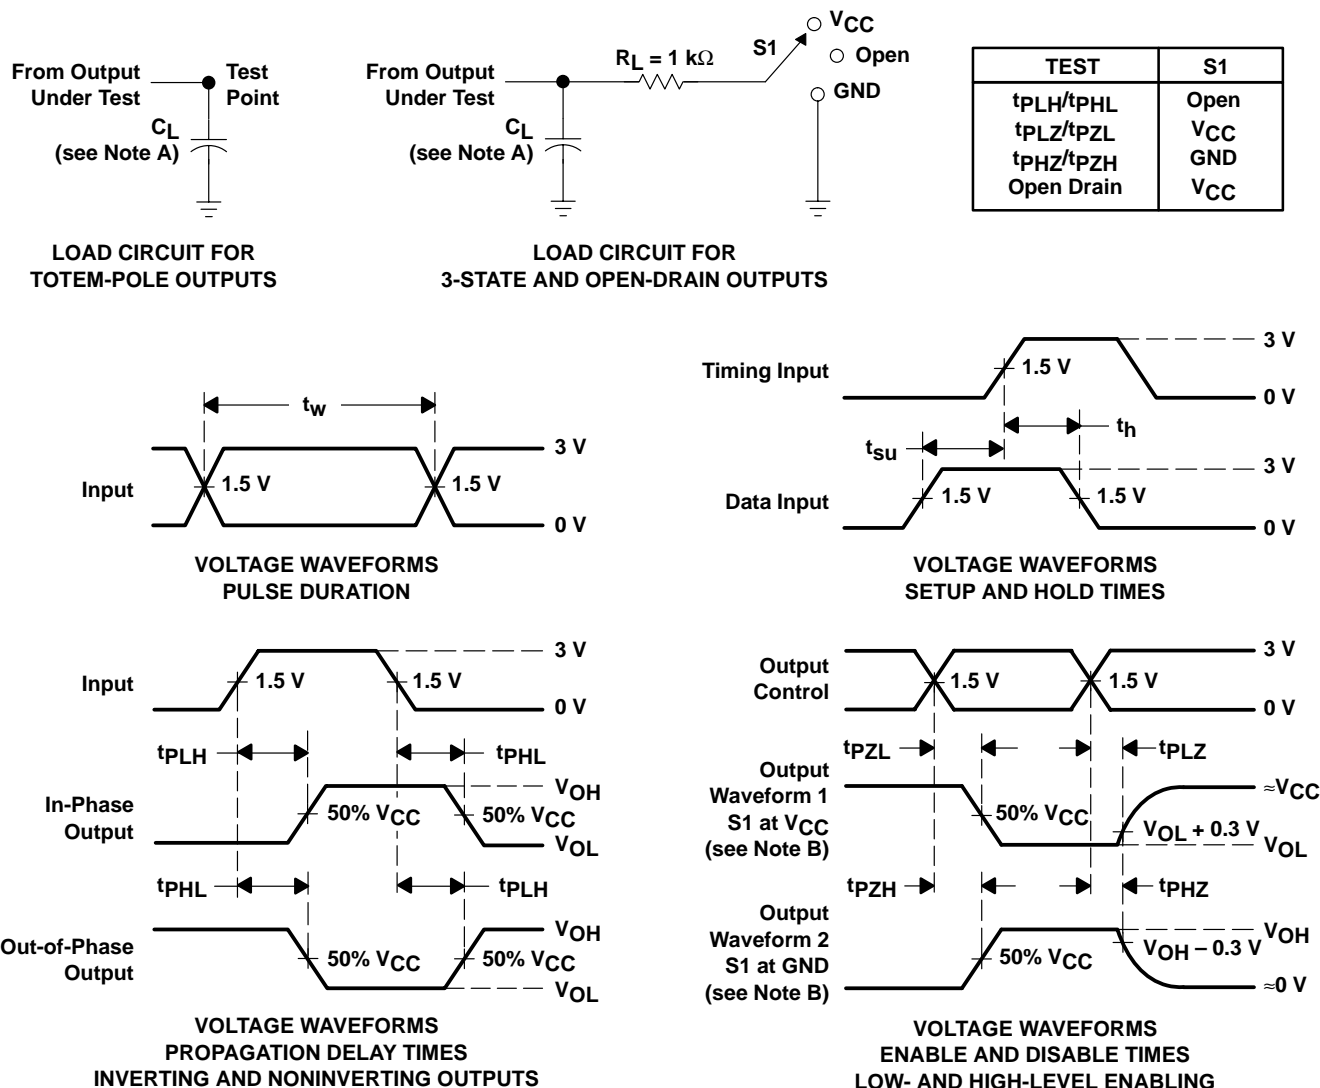 From Output
Under Test
Test
Point
CL
(see Note A)
LOAD CIRCUIT FOR
TOTEM-POLE OUTPUTS
From Output
Under Test
CL
(see Note A)
RL = 1 kΩ
S1
VCC
Open
GND
LOAD CIRCUIT FOR
3-STATE AND OPEN-DRAIN OUTPUTS
TEST S1
tPLH/tPHL Open
tPLZ/tPZL VCC
tPHZ/tPZH GND
Open Drain VCC
tw
Input
1.5 V
1.5 V
3 V
0 V
VOLTAGE WAVEFORMS
PULSE DURATION
Timing Input
1.5 V
3 V
0 V
tsu
th
Data Input
1.5 V
1.5 V
3 V
0 V
VOLTAGE WAVEFORMS
SETUP AND HOLD TIMES
Input
1.5 V
1.5 V
3 V
0 V
tPLH
tPHL
In-Phase
Output
50% VCC
50% VCC
VOH
VOL
tPHL
tPLH
Out-of-Phase
Output
50% VCC
50% VCC
VOH
VOL
VOLTAGE WAVEFORMS
PROPAGATION DELAY TIMES
INVERTING AND NONINVERTING OUTPUTS
Output
Control
1.5 V
1.5 V
3 V
0 V
tPZL
tPLZ
Output
Waveform 1
S1 at VCC
(see Note B)
50% VCC
VOL + 0.3 V
≈VCC
VOL
tPZH
tPHZ
Output
Waveform 2
S1 at GND
(see Note B)
50% VCC
VOH − 0.3 V
VOH
≈0 V
VOLTAGE WAVEFORMS
ENABLE AND DISABLE TIMES
LOW- AND HIGH-LEVEL ENABLING